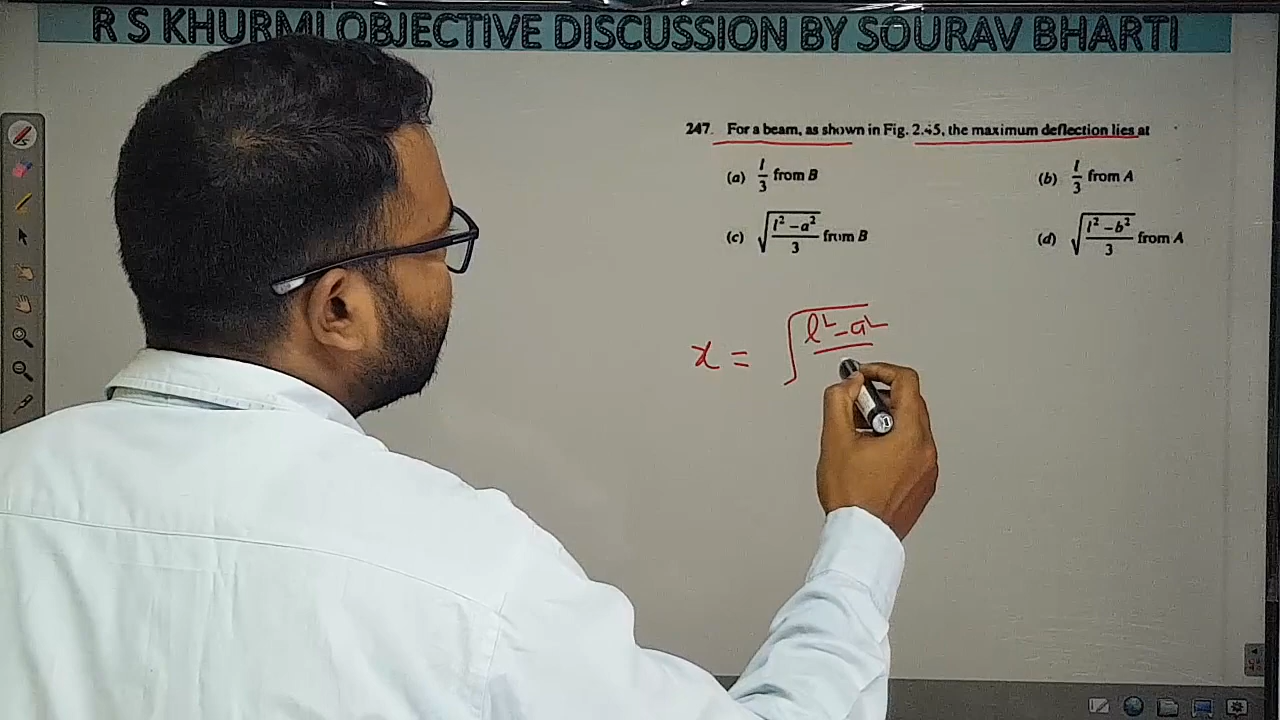 R S KHURMI OBJECTIVE DISCUSSION BY SOURAV BHARTI
247. For a beam, as shown in Fig. 2.45, the maximum deflection lies at
(a) l/3 from B
(b) l/3 from A
(c) √((l² – a²)/3) from B
(d) √((l² – b²)/3) from A
x = √(l² – a²)